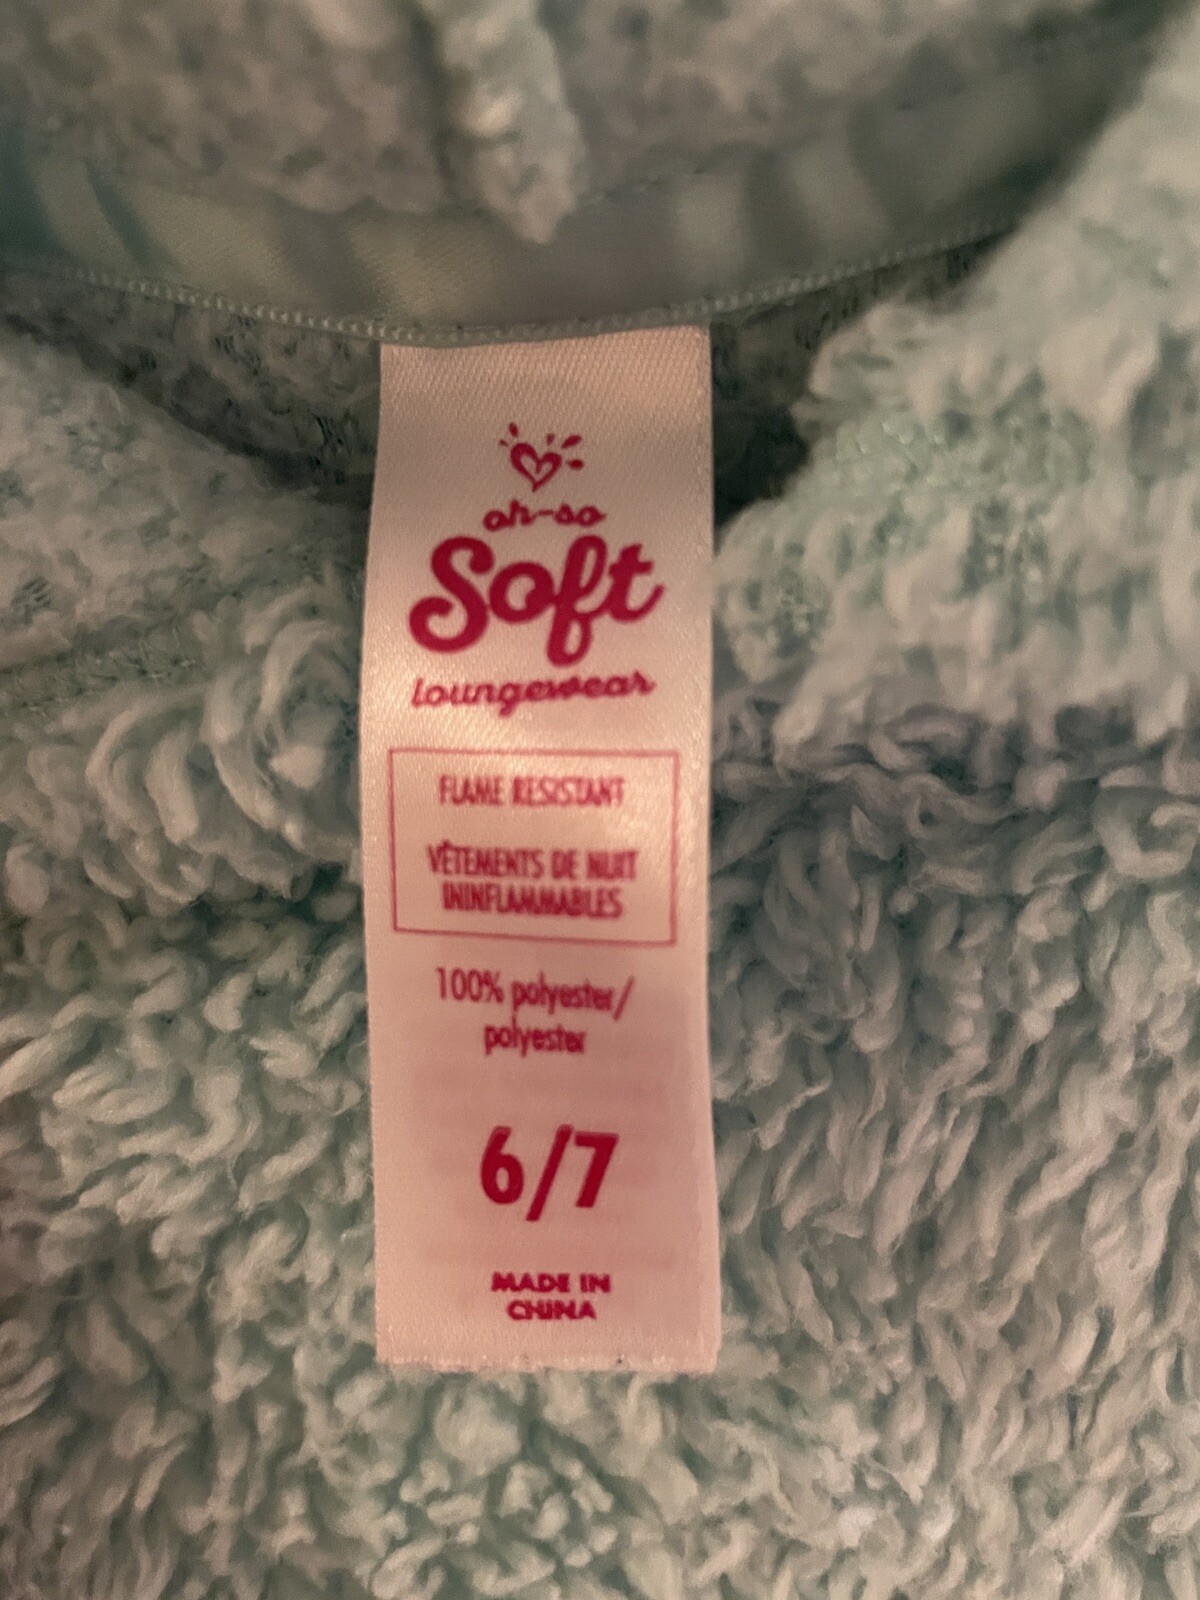 oh-so
Soft
loungewear
FLAME RESISTANT
VÊTEMENTS DE NUIT
ININFLAMMABLES
100% polyester/
polyester
6/7
MADE IN
CHINA